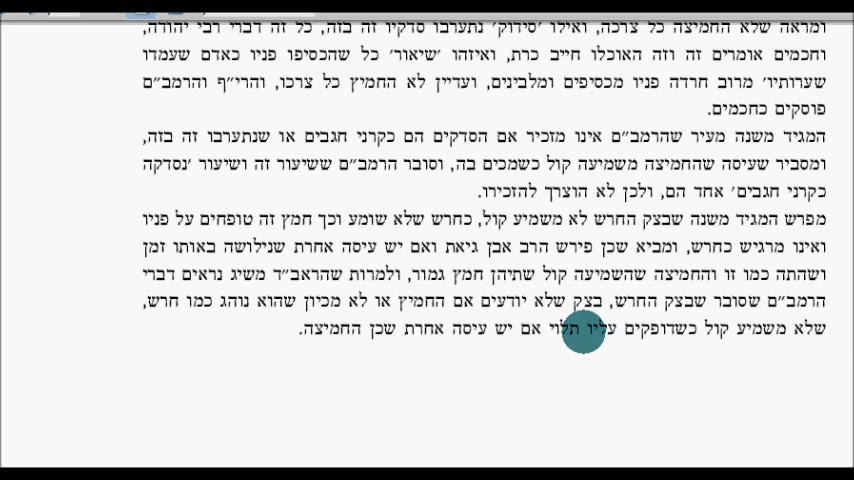 ומראה שלא החמיצה כל צרכה, ואילו 'סידוק' נתערבו סדקיו זה בזה, כל זה דברי רבי יהודה,
וחכמים אומרים זה וזה האוכלו חייב כרת, ואיזהו 'שיאור' כל שהכסיפו פניו כאדם שעמדו
שערותיו' מרוב חרדה פניו מכסיפים ומלבינים, ועדיין לא החמיץ כל צרכו, והרי״ף והרמב״ם
פוסקים כחכמים.
המגיד משנה מעיר שהרמב״ם אינו מזכיר אם הסדקים הם כקרני חגבים או שנתערבו זה בזה,
ומסביר שעיסה שהחמיצה משמיעה קול כשמכים בה, וסובר הרמב״ם ששיעור זה ושיעור 'נסדקה
כקרני חגבים' אחד הם, ולכן לא הוצרך להזכירו.
מפרש המגיד משנה שבצק החרש לא משמיע קול, כחרש שלא שומע וכך חמץ זה טופחים על פניו
ואינו מרגיש כחרש, ומביא שכן פירש הרב אבן גיאת ואם יש עיסה אחרת שנילושה באותו זמן
ושהתה כמו זו והחמיצה שהשמיעה קול שתיהן חמץ גמור, ולמרות שהראב״ד משיג נראים דברי
הרמב״ם שסובר שבצק החרש, בצק שלא יודעים אם החמיץ או לא מכיון שהוא נוהג כמו חרש,
שלא משמיע קול כשדופקים עליו תלוי אם יש עיסה אחרת שכן החמיצה.